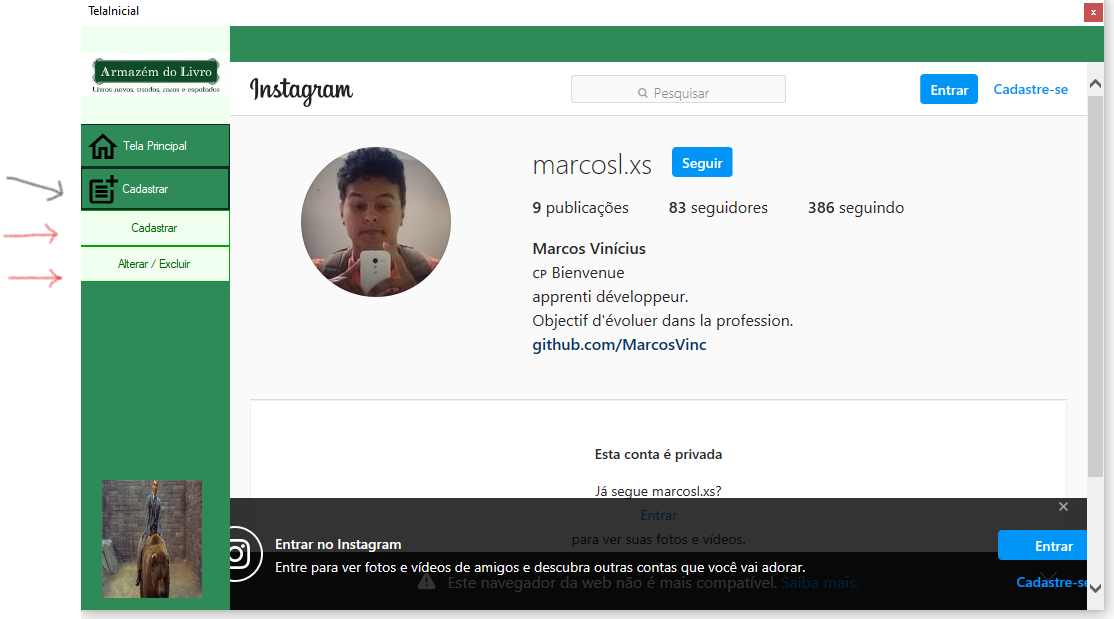 TelaInicial
x
Armazém do Livro
Livros novos, usados, raros e esgotados
Tela Principal
Cadastrar
Cadastrar
Alterar / Excluir
Instagram
Pesquisar
Entrar
Cadastre-se
marcosl.xs
Seguir
9 publicações
83 seguidores
386 seguindo
Marcos Vinícius
CP Bienvenue
apprenti développeur.
Objectif d'évoluer dans la profession.
github.com/MarcosVinc
Esta conta é privada
Já segue marcosl.xs?
Entrar
para ver suas fotos e vídeos.
Entrar no Instagram
Entre para ver fotos e vídeos de amigos e descubra outras contas que você vai adorar.
Entrar
Cadastre-se
Este navegador da web não é mais compatível. Saiba mais.